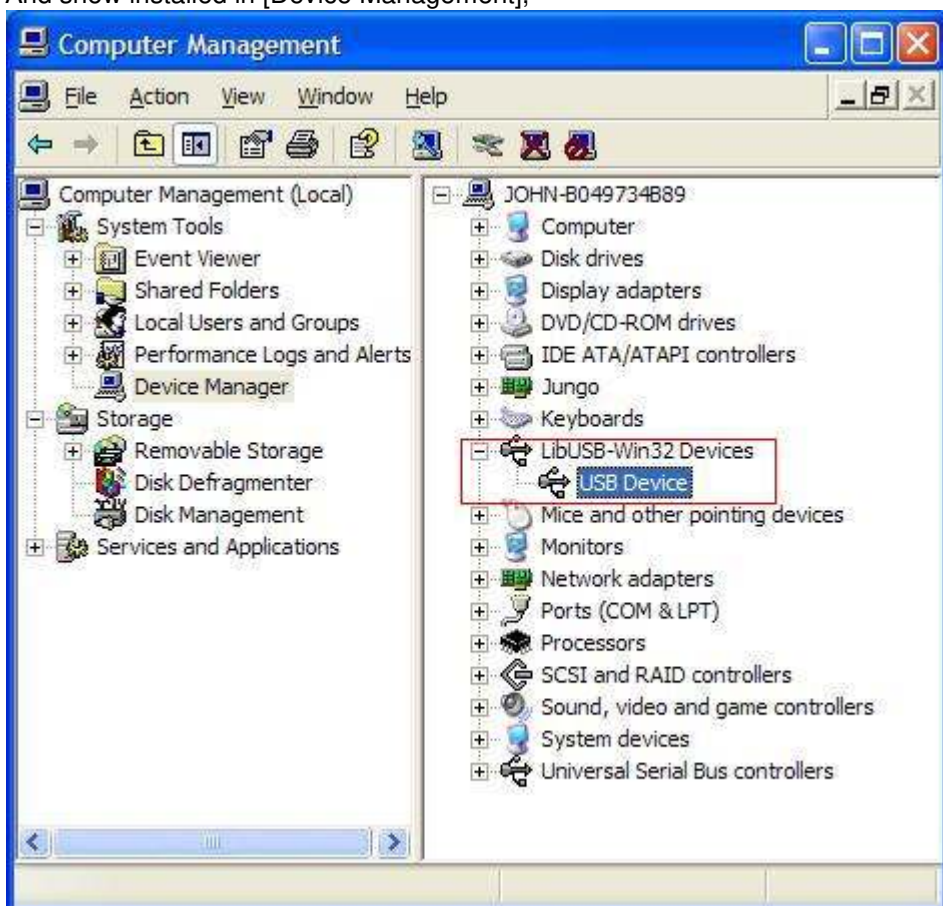 And show installed in [Device Management],
Computer Management
File Action View Window Help
Computer Management (Local)
System Tools
Event Viewer
Shared Folders
Local Users and Groups
Performance Logs and Alerts
Device Manager
Storage
Removable Storage
Disk Defragmenter
Disk Management
Services and Applications
JOHN-B049734B89
Computer
Disk drives
Display adapters
DVD/CD-ROM drives
IDE ATA/ATAPI controllers
Jungo
Keyboards
LibUSB-Win32 Devices
USB Device
Mice and other pointing devices
Monitors
Network adapters
Ports (COM & LPT)
Processors
SCSI and RAID controllers
Sound, video and game controllers
System devices
Universal Serial Bus controllers